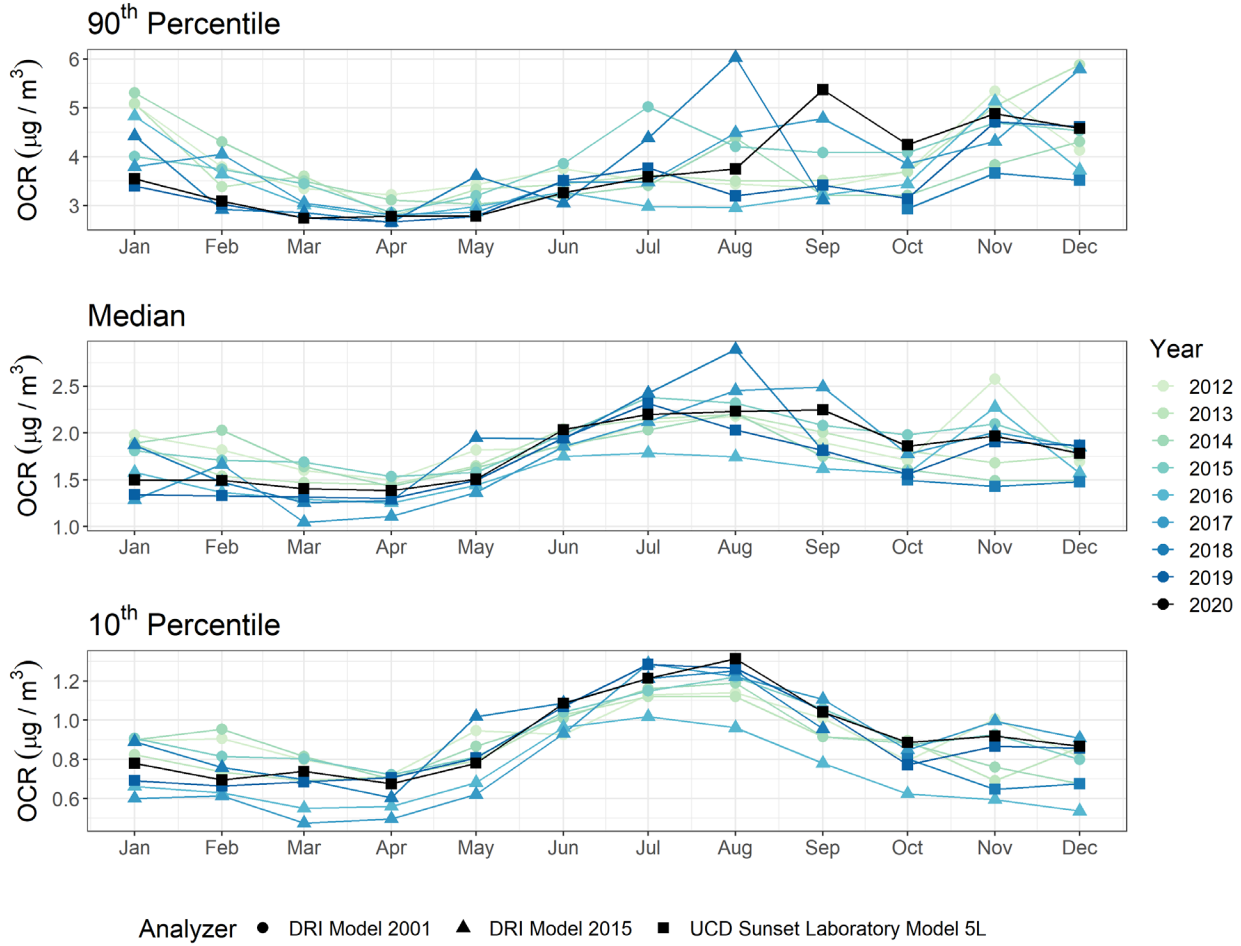 90th Percentile
OCR (μg / m3)
6
5
4
3
Jan Feb Mar Apr May Jun Jul Aug Sep Oct Nov Dec
Median
OCR (μg / m3)
2.5
2.0
1.5
1.0
Jan Feb Mar Apr May Jun Jul Aug Sep Oct Nov Dec
10th Percentile
OCR (μg / m3)
1.2
1.0
0.8
0.6
Jan Feb Mar Apr May Jun Jul Aug Sep Oct Nov Dec
Year
2012
2013
2014
2015
2016
2017
2018
2019
2020
Analyzer DRI Model 2001 DRI Model 2015 UCD Sunset Laboratory Model 5L